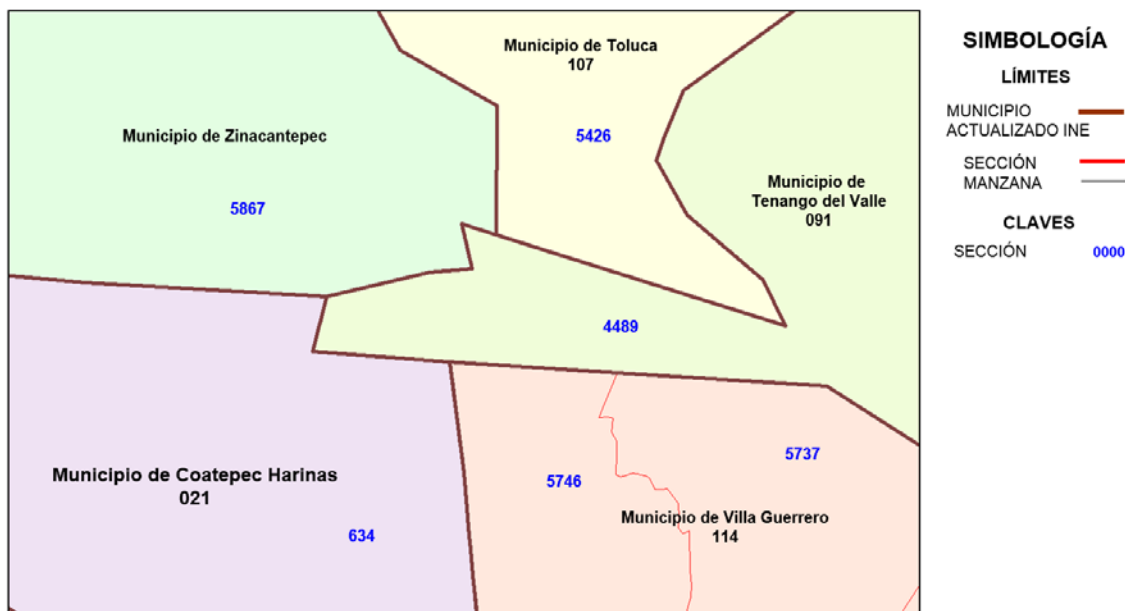 Municipio de Toluca
107
5426
Municipio de Zinacantepec
5867
Municipio de
Tenango del Valle
091
4489
Municipio de Coatepec Harinas
021
634
5746
5737
Municipio de Villa Guerrero
114
SIMBOLOGÍA
LÍMITES
MUNICIPIO
ACTUALIZADO INE
SECCIÓN
MANZANA
CLAVES
SECCIÓN 0000